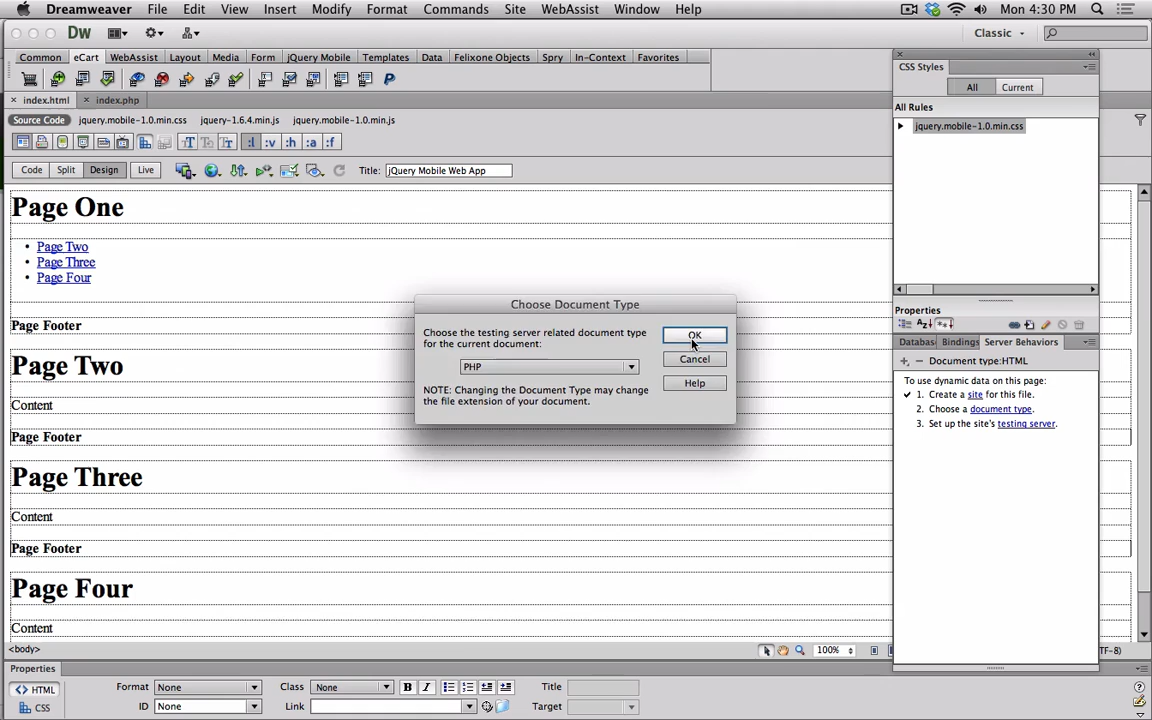 Dreamweaver File Edit View Insert Modify Format Commands Site WebAssist Window Help Mon 4:30 PM
Dw Classic
Common eCart WebAssist Layout Media Form jQuery Mobile Templates Data Felixone Objects Spry In-Context Favorites
index.html index.php
Source Code jquery.mobile-1.0.min.css jquery-1.6.4.min.js jquery.mobile-1.0.min.js
Code Split Design Live Title: jQuery Mobile Web App
Page One
Page Two
Page Three
Page Four
Page Footer
Page Two
Content
Page Footer
Page Three
Content
Page Footer
Page Four
Content
Choose Document Type
Choose the testing server related document type
for the current document:
PHP
NOTE: Changing the Document Type may change
the file extension of your document.
OK
Cancel
Help
CSS Styles
All Current
All Rules
jquery.mobile-1.0.min.css
Properties
Databas Bindings Server Behaviors
Document type:HTML
To use dynamic data on this page:
1. Create a site for this file.
2. Choose a document type.
3. Set up the site's testing server.
<body> 100% TF-8)
Properties
HTML Format None Class None B I Title
CSS ID None Link Target